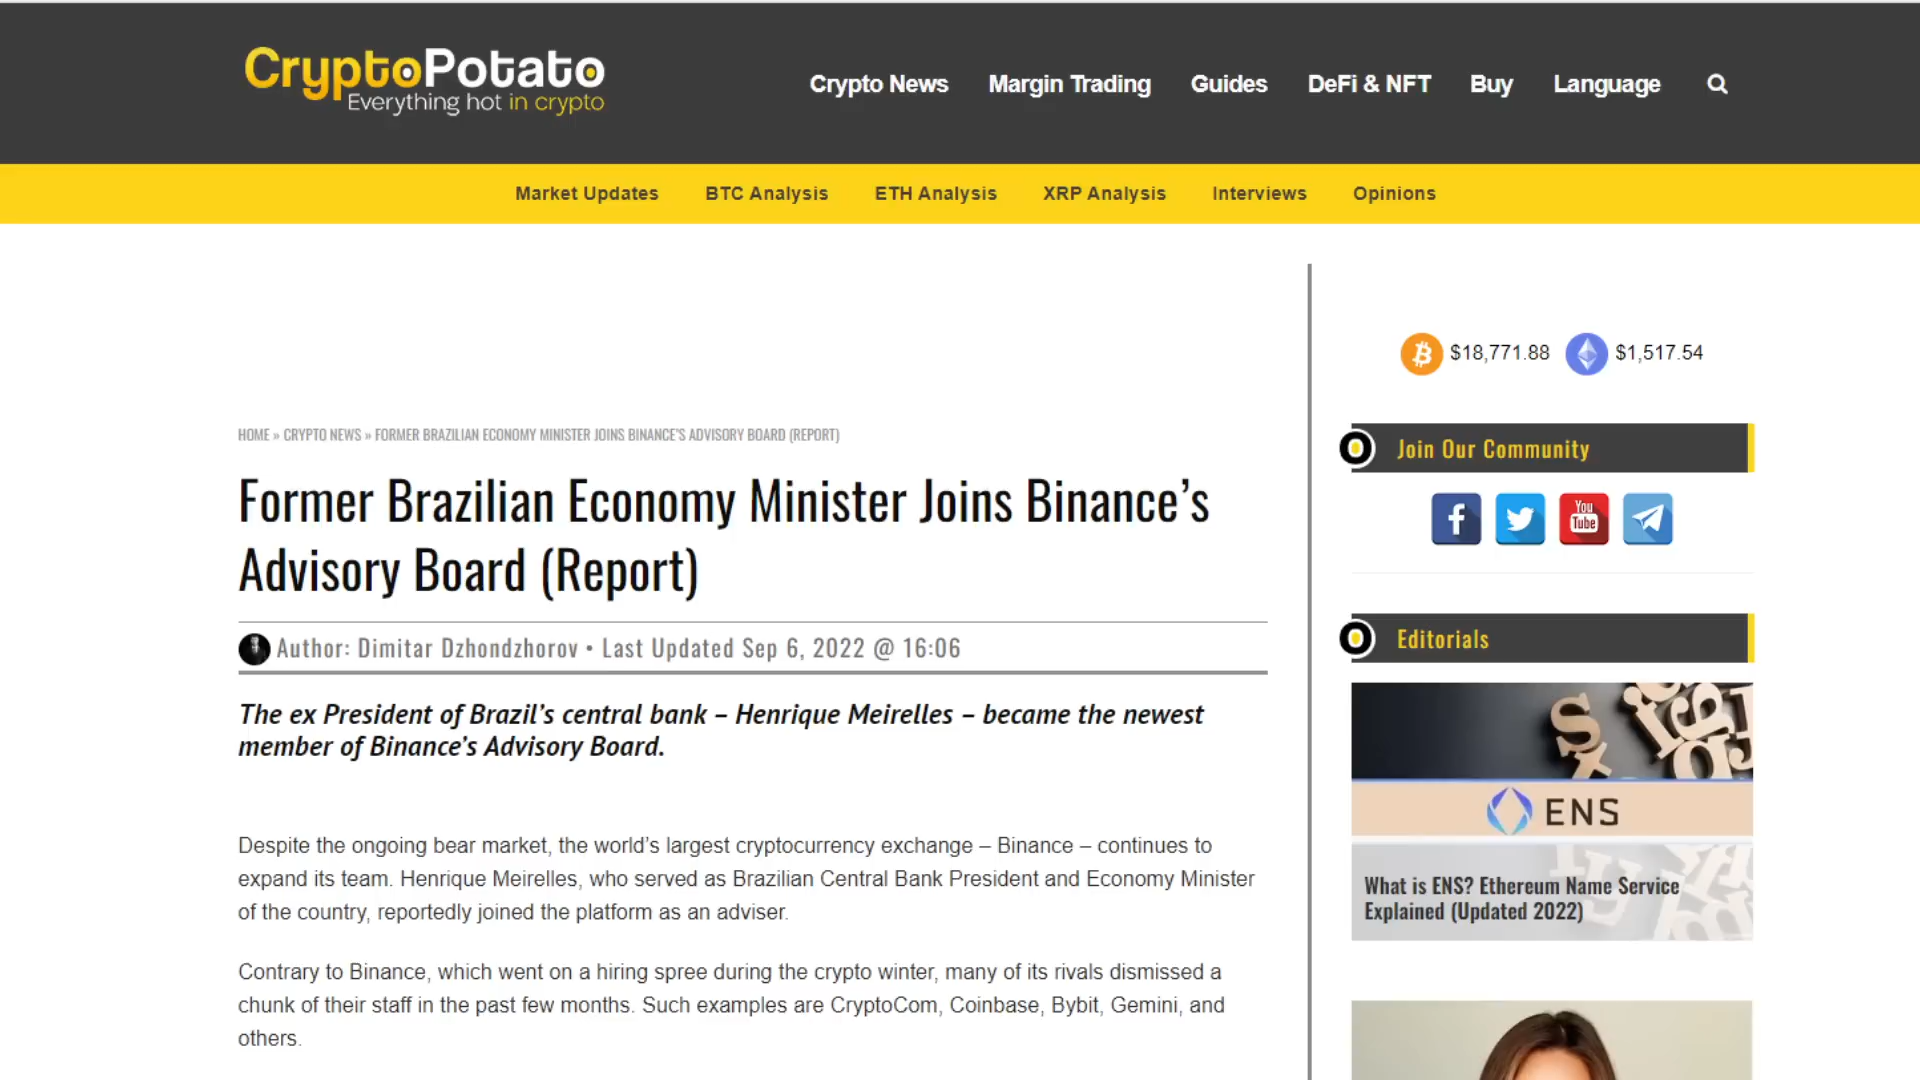 CryptoPotato
Everything hot in crypto
Crypto News Margin Trading Guides DeFi & NFT Buy Language
Market Updates BTC Analysis ETH Analysis XRP Analysis Interviews Opinions
$18,771.88 $1,517.54
HOME » CRYPTO NEWS » FORMER BRAZILIAN ECONOMY MINISTER JOINS BINANCE’S ADVISORY BOARD (REPORT)
Former Brazilian Economy Minister Joins Binance’s
Advisory Board (Report)
Author: Dimitar Dzhondzhorov • Last Updated Sep 6, 2022 @ 16:06
The ex President of Brazil’s central bank – Henrique Meirelles – became the newest
member of Binance’s Advisory Board.
Despite the ongoing bear market, the world’s largest cryptocurrency exchange – Binance – continues to
expand its team. Henrique Meirelles, who served as Brazilian Central Bank President and Economy Minister
of the country, reportedly joined the platform as an adviser.
Contrary to Binance, which went on a hiring spree during the crypto winter, many of its rivals dismissed a
chunk of their staff in the past few months. Such examples are CryptoCom, Coinbase, Bybit, Gemini, and
others.
Join Our Community
You
Tube
Editorials
ENS
What is ENS? Ethereum Name Service
Explained (Updated 2022)